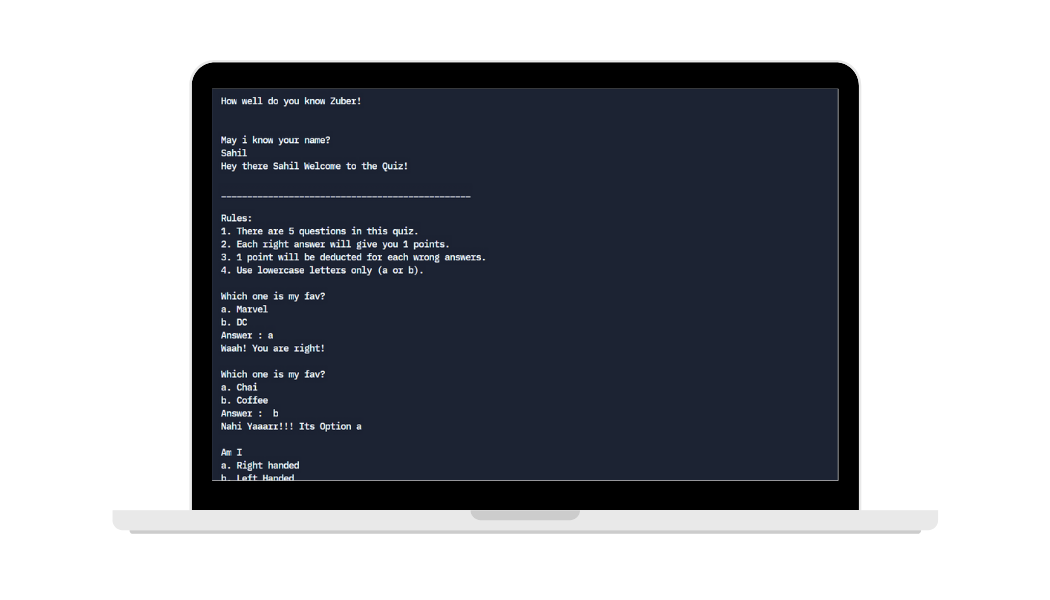 How well do you know Zuber!
May i know your name?
Sahil
Hey there Sahil Welcome to the Quiz!
________________________________________________
Rules:
1. There are 5 questions in this quiz.
2. Each right answer will give you 1 points.
3. 1 point will be deducted for each wrong answers.
4. Use lowercase letters only (a or b).
Which one is my fav?
a. Marvel
b. DC
Answer : a
Waah! You are right!
Which one is my fav?
a. Chai
b. Coffee
Answer :  b
Nahi Yaaarr!!! Its Option a
Am I
a. Right handed
b. Left Handed